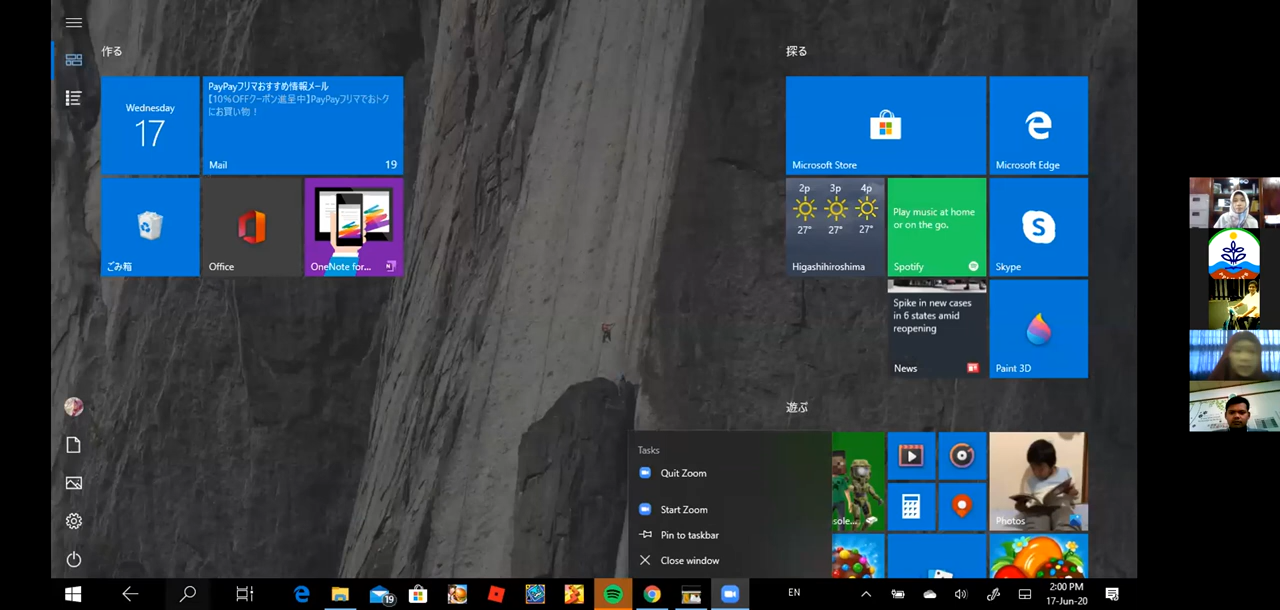 作る
探る
Wednesday
17
PayPayフリマおすすめ情報メール
【10%OFFクーポン進呈中】PayPayフリマでおトク
にお買い物！
Mail
19
Microsoft Store
Microsoft Edge
ごみ箱
Office
OneNote for...
2p 3p 4p
27° 27° 27°
Higashihiroshima
Play music at home
or on the go.
Spotify
Skype
Spike in new cases
in 6 states amid
reopening
News
Paint 3D
遊ぶ
Tasks
Quit Zoom
Start Zoom
Pin to taskbar
Close window
sole...
Photos
19
EN
2:00 PM
17-Jun-20